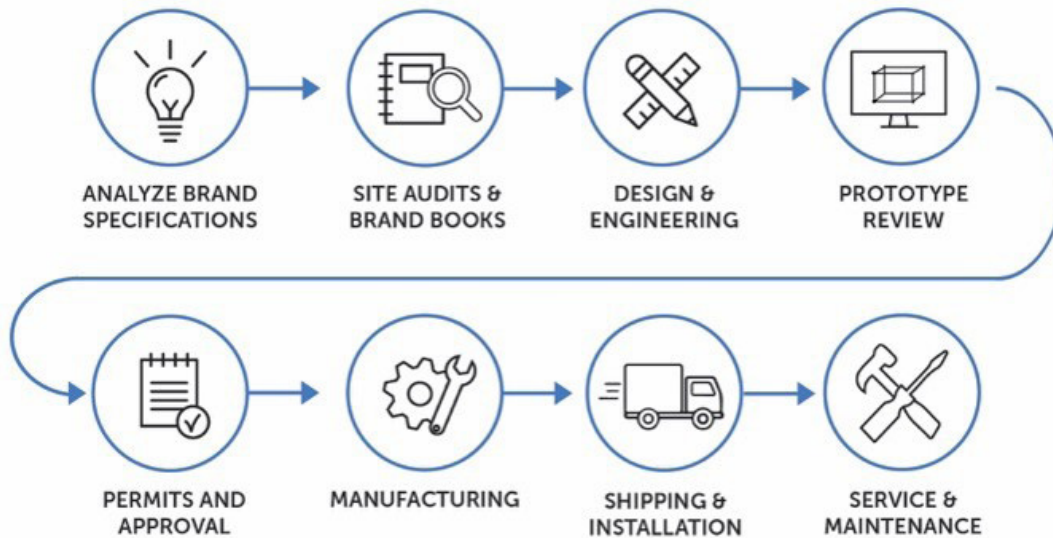 ANALYZE BRAND
SPECIFICATIONS
SITE AUDITS &
BRAND BOOKS
DESIGN &
ENGINEERING
PROTOTYPE
REVIEW
PERMITS AND
APPROVAL
MANUFACTURING
SHIPPING &
INSTALLATION
SERVICE &
MAINTENANCE